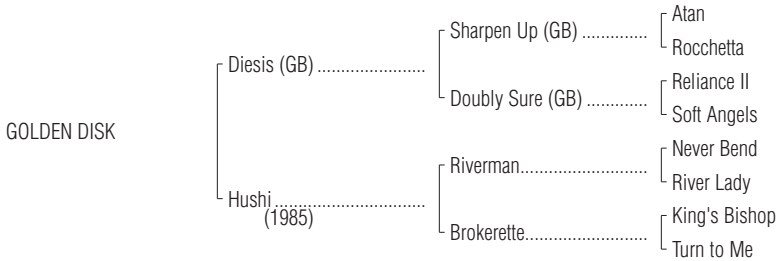 Atan
Sharpen Up (GB) ..............
Rocchetta
Diesis (GB) .......................
Reliance II
Doubly Sure (GB) .............
Soft Angels
GOLDEN DISK
Never Bend
Riverman...........................
River Lady
Hushi ................................
(1985)
King's Bishop
Brokerette..........................
Turn to Me